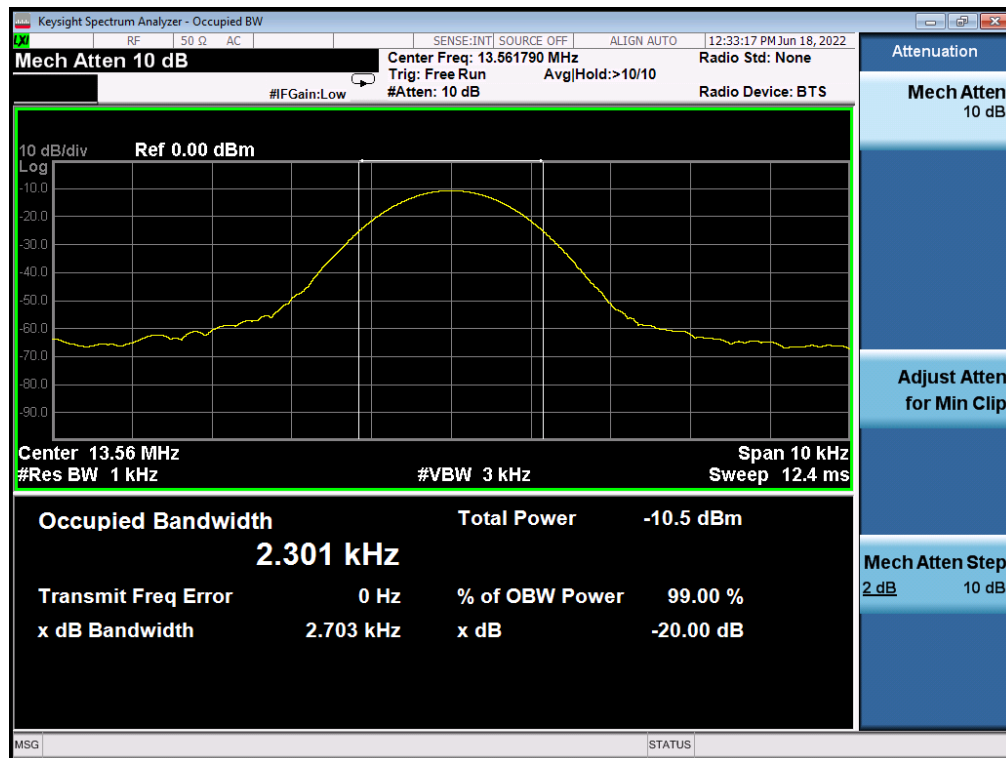 Keysight Spectrum Analyzer - Occupied BW
LXI RF 50 Ω AC SENSE:INT SOURCE OFF ALIGN AUTO 12:33:17 PM Jun 18, 2022
Mech Atten 10 dB
Center Freq: 13.561790 MHz
Radio Std: None
Trig: Free Run Avg|Hold:>10/10
#IFGain:Low
#Atten: 10 dB
Radio Device: BTS
10 dB/div Ref 0.00 dBm
Log
-10.0
-20.0
-30.0
-40.0
-50.0
-60.0
-70.0
-80.0
-90.0
Center 13.56 MHz
Span 10 kHz
#Res BW 1 kHz
#VBW 3 kHz
Sweep 12.4 ms
Occupied Bandwidth
Total Power -10.5 dBm
2.301 kHz
Transmit Freq Error 0 Hz
% of OBW Power 99.00 %
x dB Bandwidth 2.703 kHz
x dB -20.00 dB
MSG
STATUS
Attenuation
Mech Atten
10 dB
Adjust Atten
for Min Clip
Mech Atten Step
2 dB 10 dB